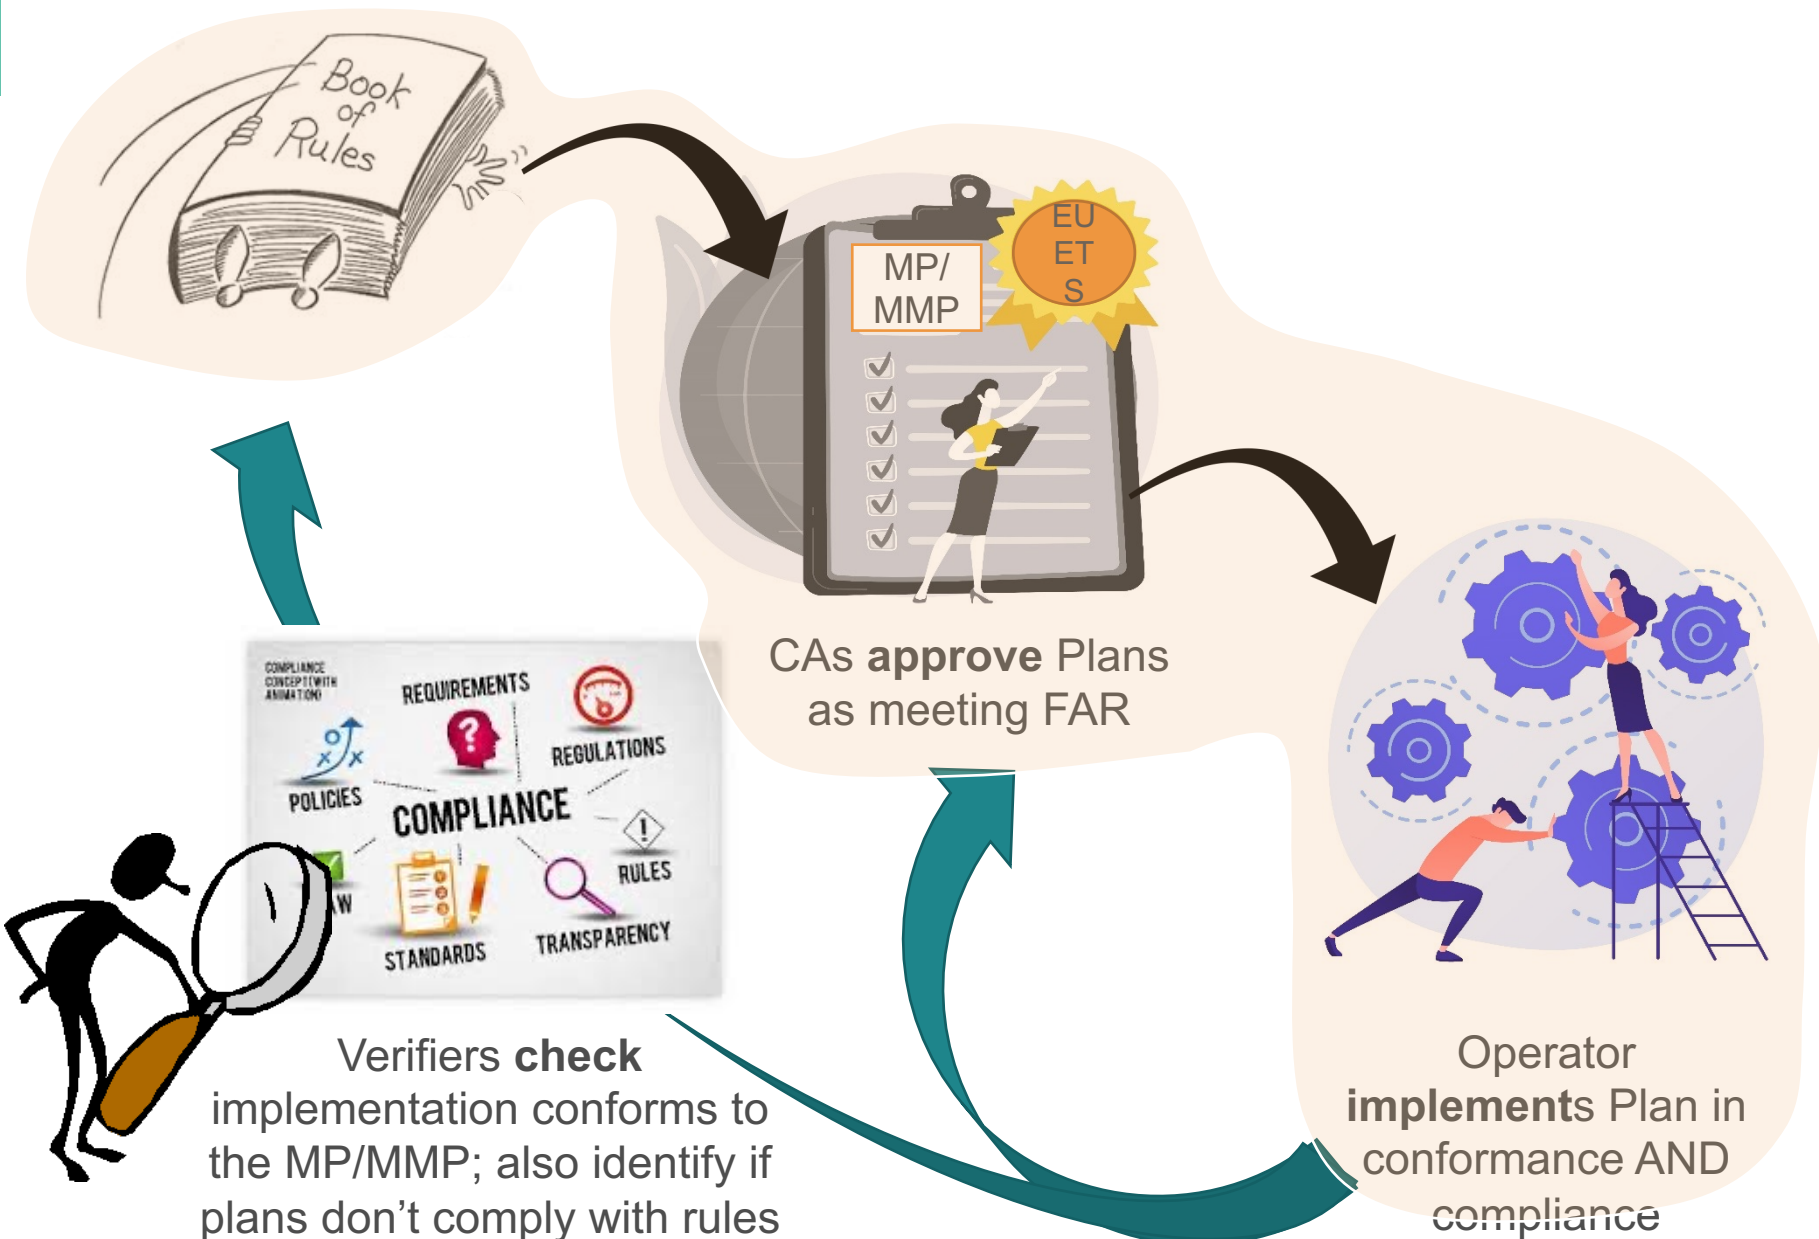 Book
of
Rules
MP/
MMP
EU
ET
S
CAs approve Plans
as meeting FAR
COMPLIANCE
CONCEPT(WITH
ANIMATION)
REQUIREMENTS
REGULATIONS
POLICIES
COMPLIANCE
RULES
AW
STANDARDS
TRANSPARENCY
Verifiers check
implementation conforms to
the MP/MMP; also identify if
plans don’t comply with rules
Operator
implements Plan in
conformance AND
compliance